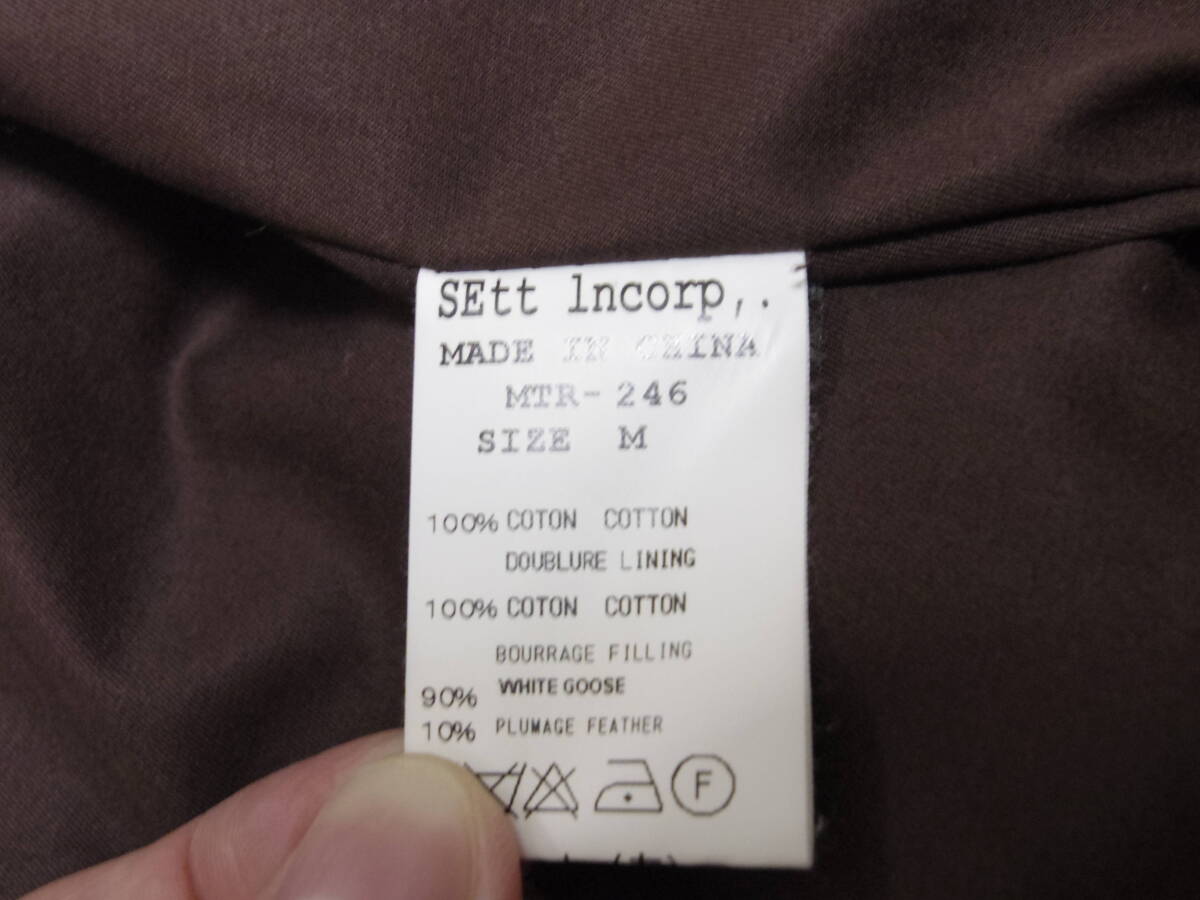 SEtt lncorp,.
MADE IN CHINA
MTR-246
SIZE M
100% COTON COTTON
DOUBLURE LINING
100% COTON COTTON
BOURRAGE FILLING
90% WHITE GOOSE
10% PLUMAGE FEATHER
F